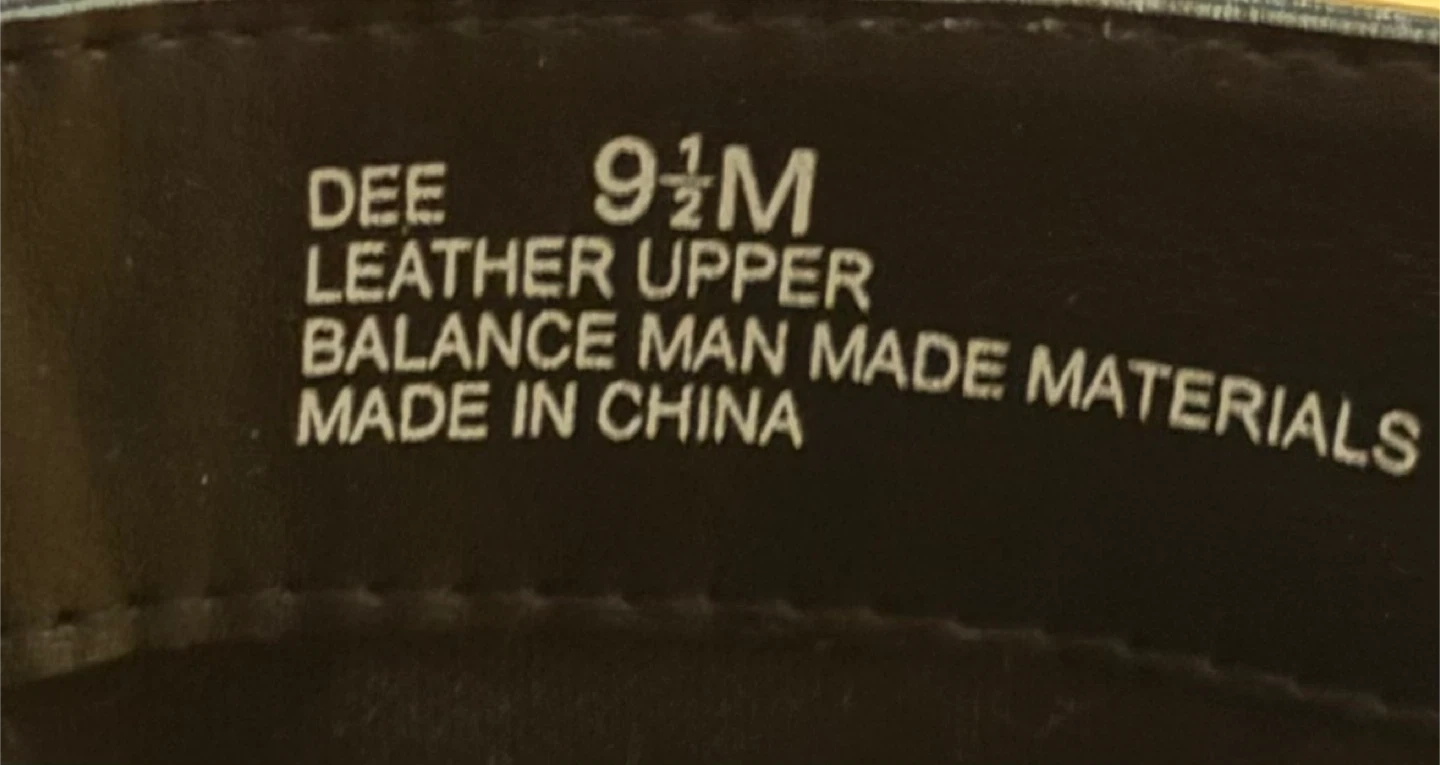 DEE 9½M
LEATHER UPPER
BALANCE MAN MADE MATERIALS
MADE IN CHINA